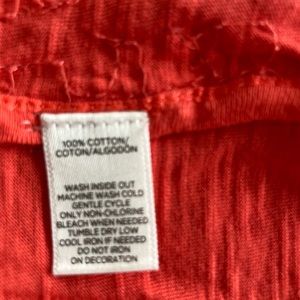 100% COTTON/
COTON/ALGODÓN
WASH INSIDE OUT
MACHINE WASH COLD
GENTLE CYCLE
ONLY NON-CHLORINE
BLEACH WHEN NEEDED
TUMBLE DRY LOW
COOL IRON IF NEEDED
DO NOT IRON
ON DECORATION